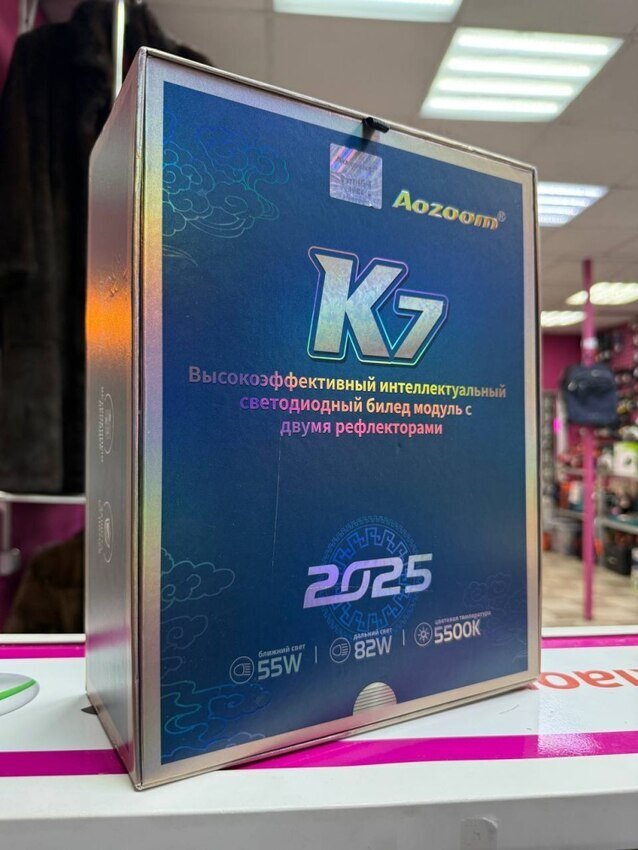 Aozoom®
K7
Высокоэффективный интеллектуальный
светодиодный билед модуль с
двумя рефлекторами
2025
ближний свет
55W
дальний свет
82W
цветовая температура
5500K